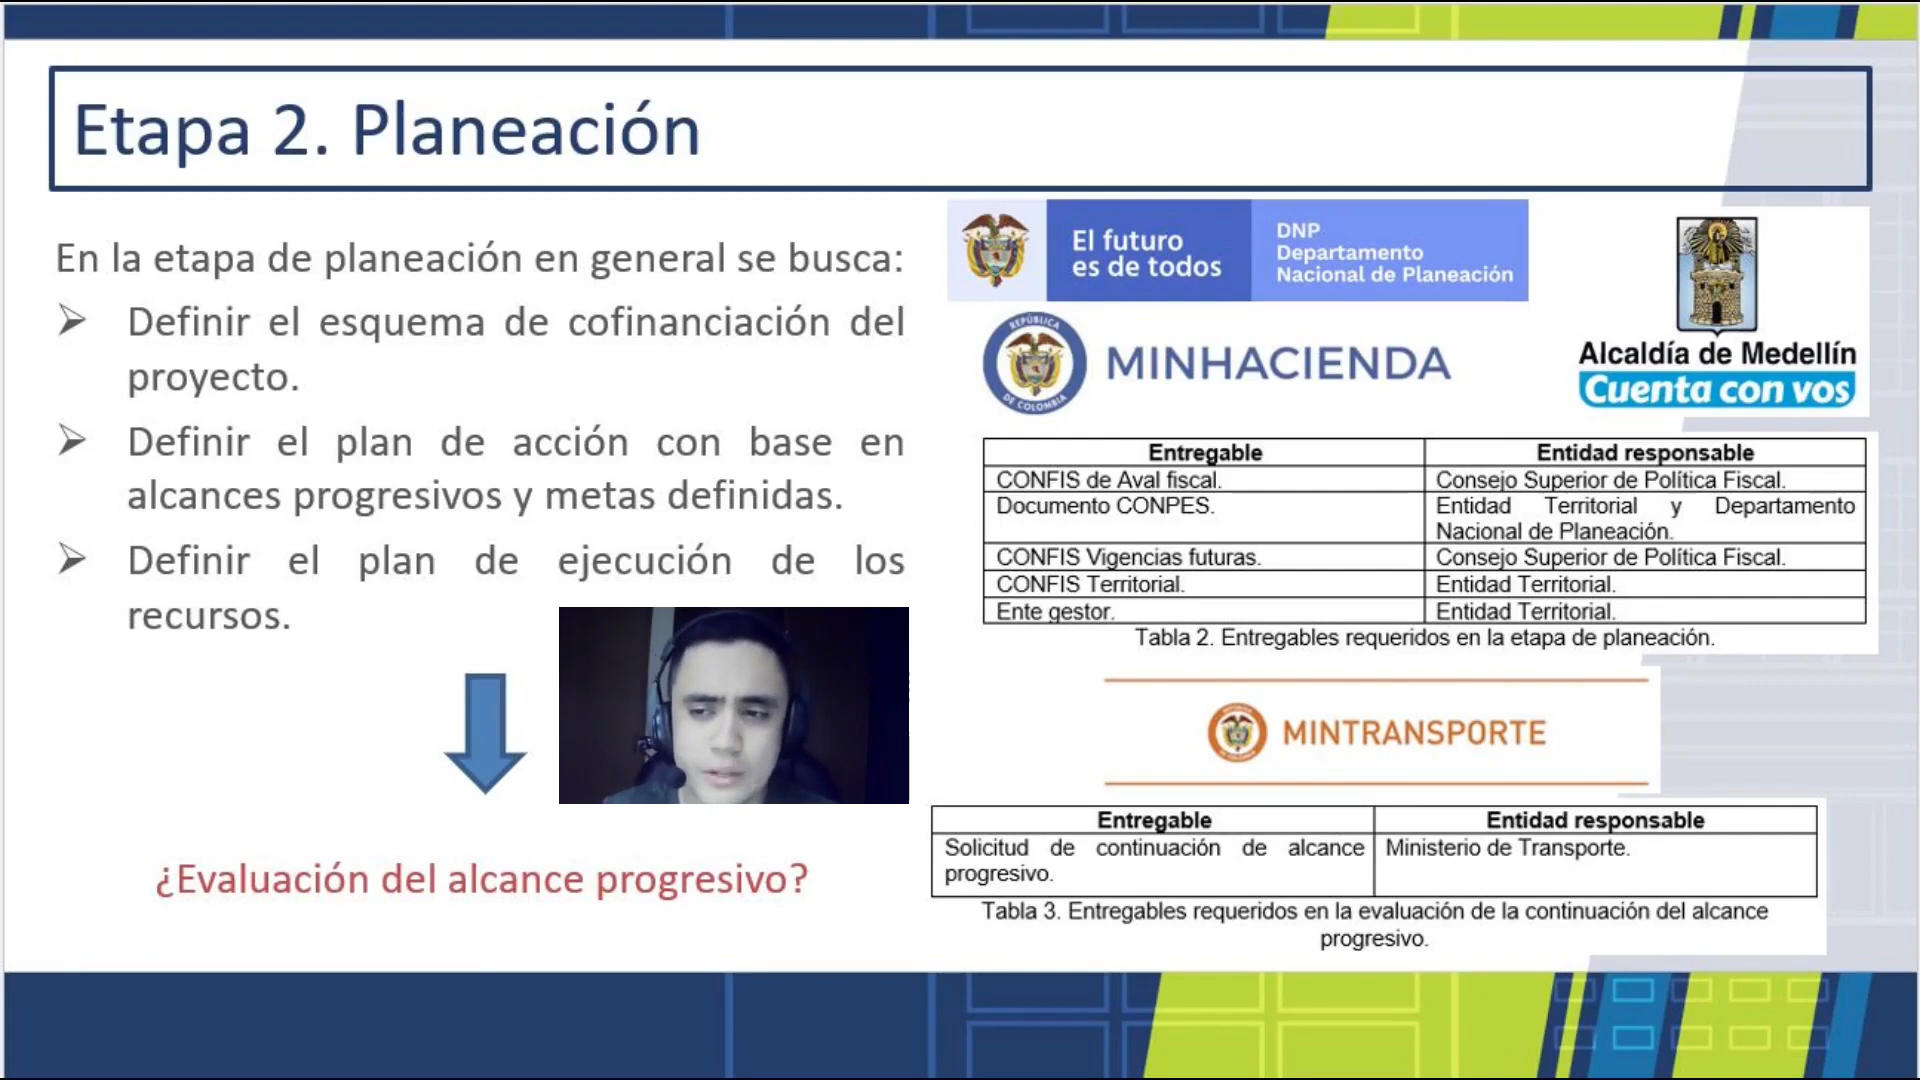 Etapa 2. Planeación
En la etapa de planeación en general se busca:
➢ Definir el esquema de cofinanciación del
proyecto.
➢ Definir el plan de acción con base en
alcances progresivos y metas definidas.
➢ Definir el plan de ejecución de los
recursos.
¿Evaluación del alcance progresivo?
El futuro
es de todos
DNP
Departamento
Nacional de Planeación
REPÚBLICA
DE COLOMBIA
MINHACIENDA
Alcaldía de Medellín
Cuenta con vos
Entregable Entidad responsable
CONFIS de Aval fiscal. Consejo Superior de Política Fiscal.
Documento CONPES. Entidad Territorial y Departamento
Nacional de Planeación.
CONFIS Vigencias futuras. Consejo Superior de Política Fiscal.
CONFIS Territorial. Entidad Territorial.
Ente gestor. Entidad Territorial.
Tabla 2. Entregables requeridos en la etapa de planeación.
MINTRANSPORTE
Entregable Entidad responsable
Solicitud de continuación de alcance Ministerio de Transporte.
progresivo.
Tabla 3. Entregables requeridos en la evaluación de la continuación del alcance
progresivo.